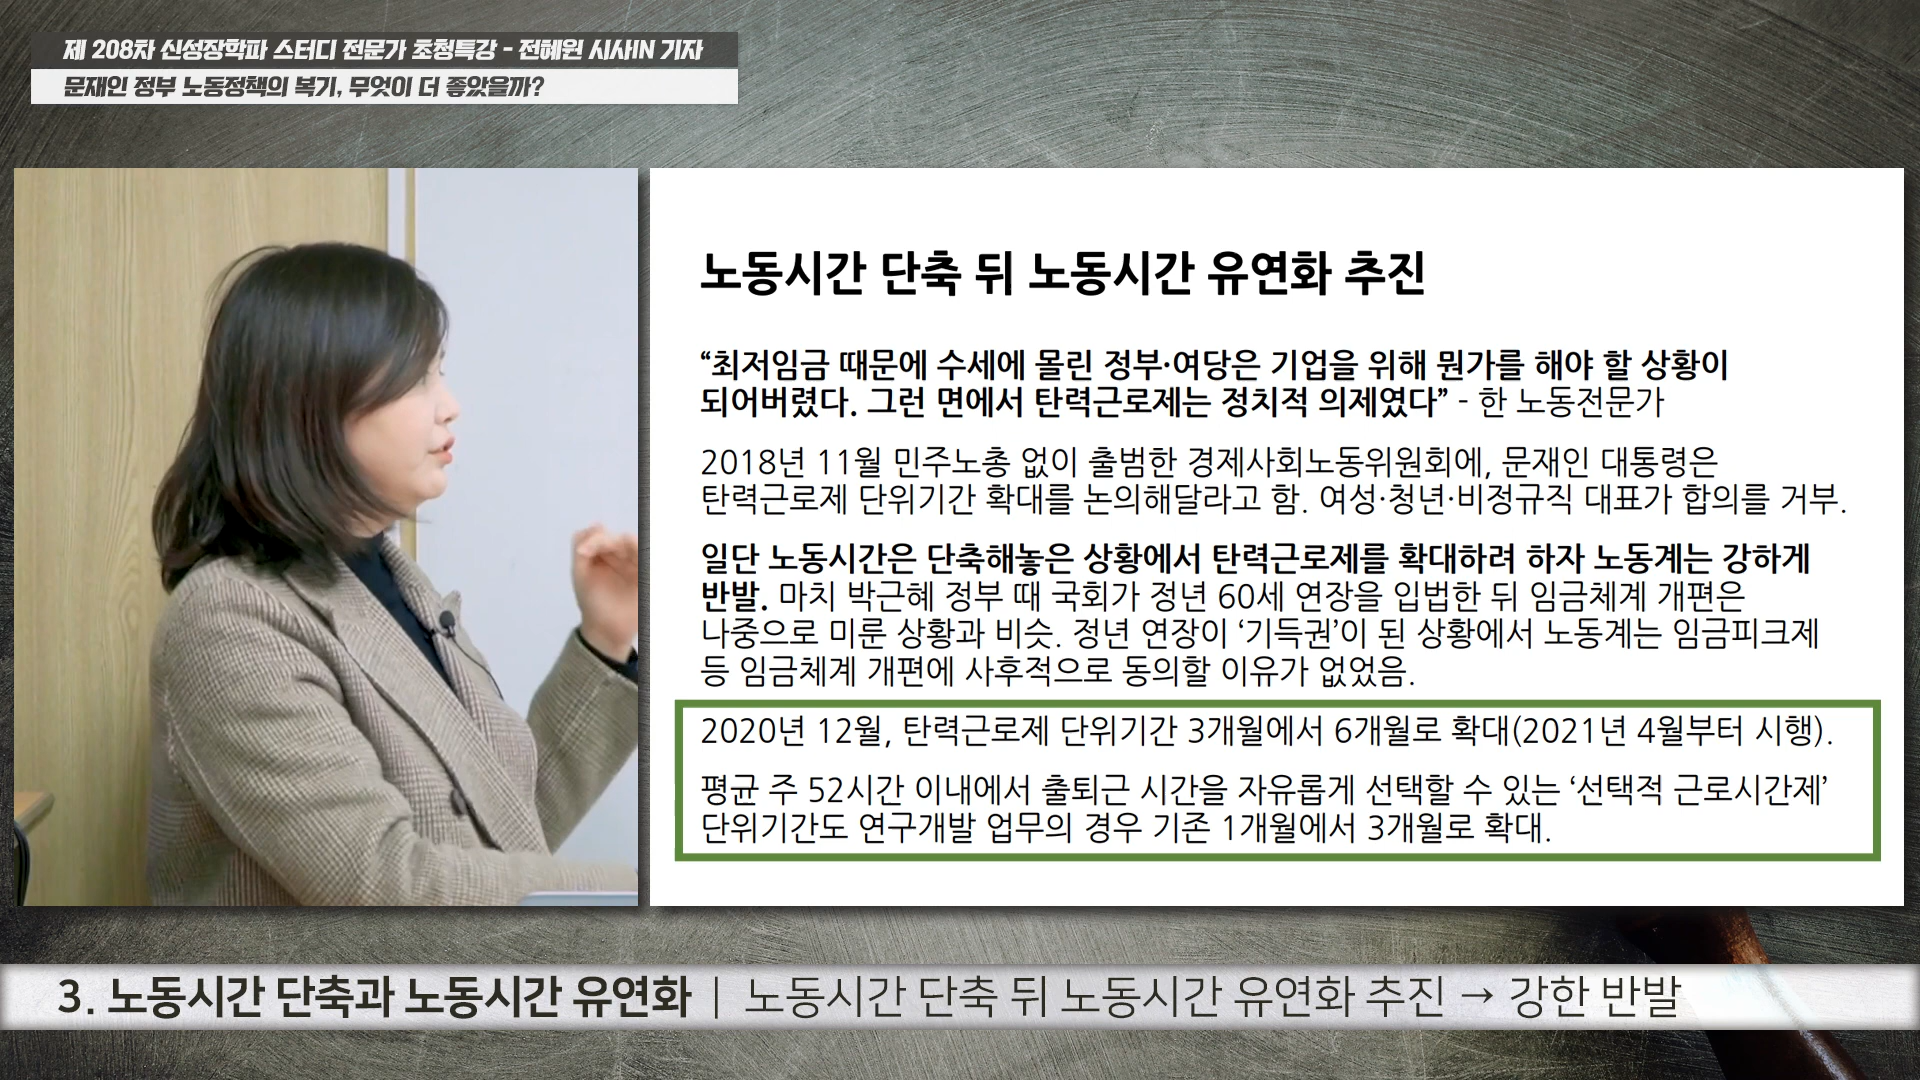 제 208차 신성장학파 스터디 전문가 초청특강 - 전혜원 시사IN 기자
문재인 정부 노동정책의 복기, 무엇이 더 좋았을까?
노동시간 단축 뒤 노동시간 유연화 추진
“최저임금 때문에 수세에 몰린 정부·여당은 기업을 위해 뭔가를 해야 할 상황이
되어버렸다. 그런 면에서 탄력근로제는 정치적 의제였다” - 한 노동전문가
2018년 11월 민주노총 없이 출범한 경제사회노동위원회에, 문재인 대통령은
탄력근로제 단위기간 확대를 논의해달라고 함. 여성·청년·비정규직 대표가 합의를 거부.
일단 노동시간은 단축해놓은 상황에서 탄력근로제를 확대하려 하자 노동계는 강하게
반발. 마치 박근혜 정부 때 국회가 정년 60세 연장을 입법한 뒤 임금체계 개편은
나중으로 미룬 상황과 비슷. 정년 연장이 ‘기득권’이 된 상황에서 노동계는 임금피크제
등 임금체계 개편에 사후적으로 동의할 이유가 없었음.
2020년 12월, 탄력근로제 단위기간 3개월에서 6개월로 확대(2021년 4월부터 시행).
평균 주 52시간 이내에서 출퇴근 시간을 자유롭게 선택할 수 있는 ‘선택적 근로시간제’
단위기간도 연구개발 업무의 경우 기존 1개월에서 3개월로 확대.
3. 노동시간 단축과 노동시간 유연화 | 노동시간 단축 뒤 노동시간 유연화 추진 → 강한 반발